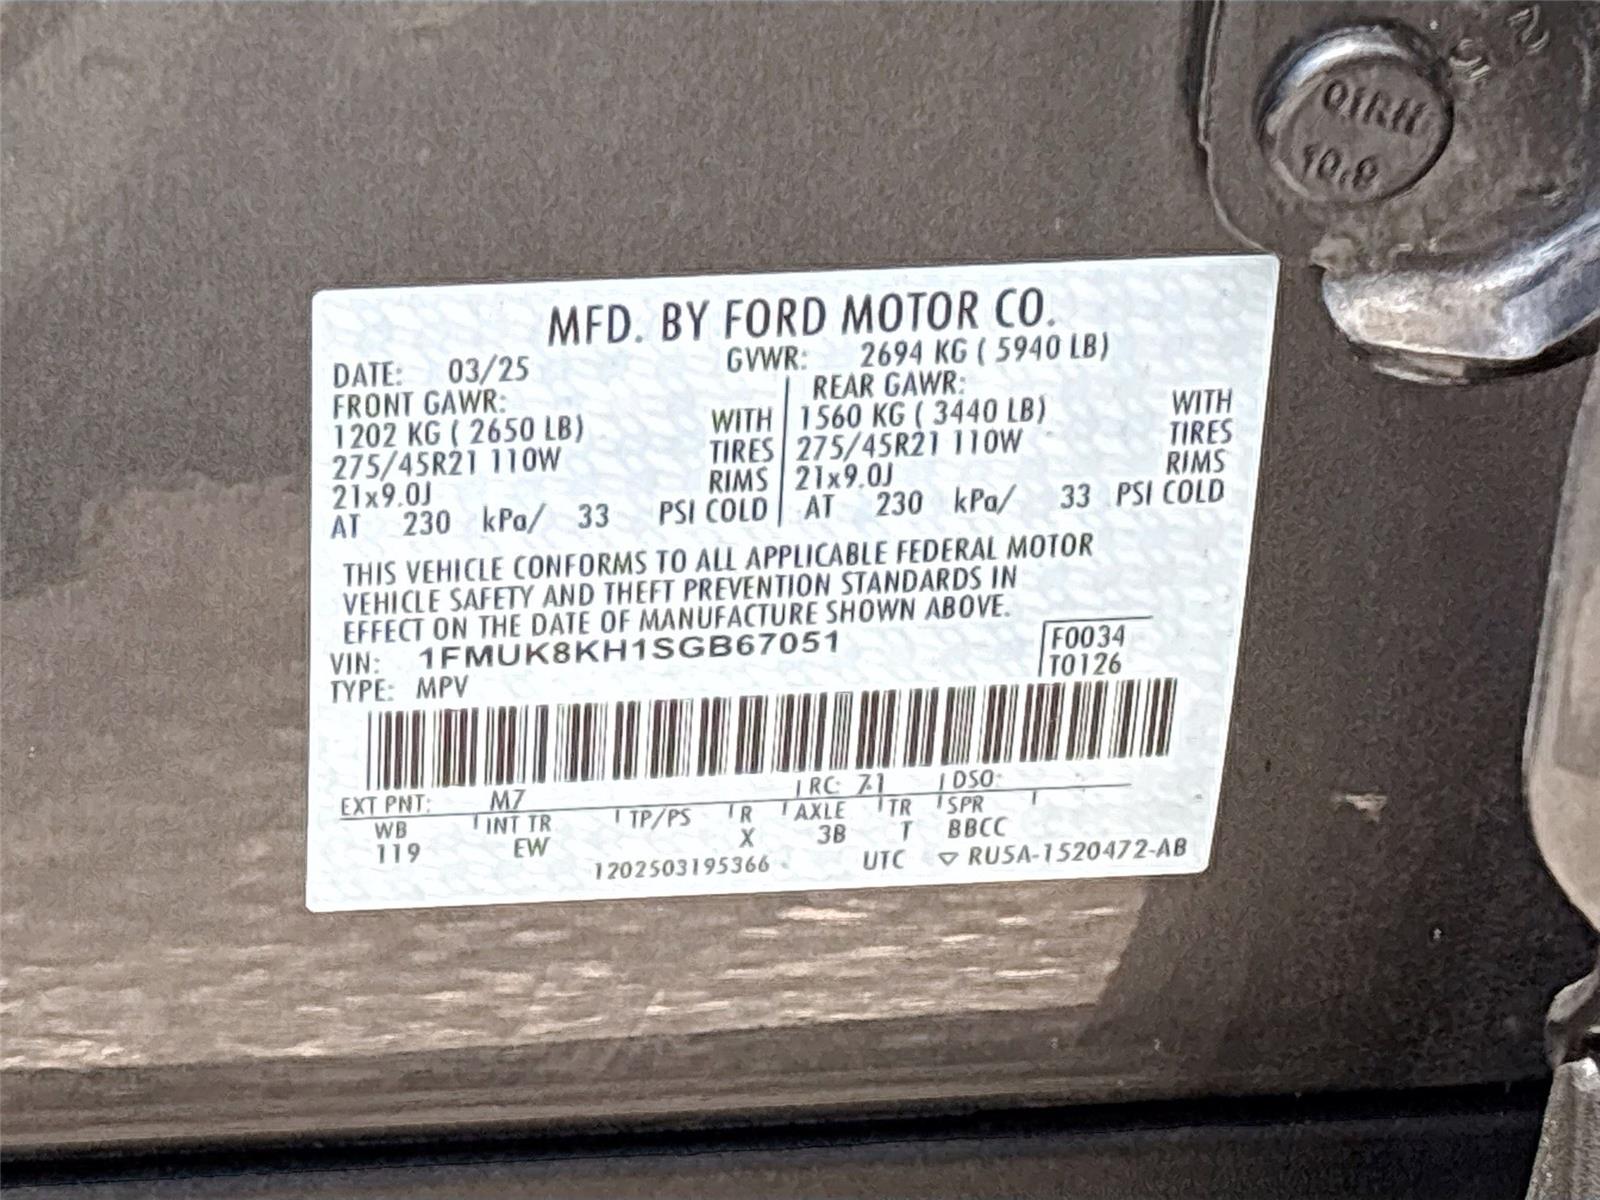 MFD. BY FORD MOTOR CO.
DATE: 03/25 GVWR: 2694 KG ( 5940 LB)
FRONT GAWR: REAR GAWR:
1202 KG ( 2650 LB) WITH 1560 KG ( 3440 LB) WITH
275/45R21 110W TIRES 275/45R21 110W TIRES
21x9.0J RIMS 21x9.0J RIMS
AT 230 kPa/ 33 PSI COLD AT 230 kPa/ 33 PSI COLD
THIS VEHICLE CONFORMS TO ALL APPLICABLE FEDERAL MOTOR
VEHICLE SAFETY AND THEFT PREVENTION STANDARDS IN
EFFECT ON THE DATE OF MANUFACTURE SHOWN ABOVE.
VIN: 1FMUK8KH1SGB67051 F0034
TYPE: MPV T0126
EXT PNT: M7 RC: 71 DSO:
WB INT TR TP/PS R AXLE TR SPR
119 EW X 3B T BBCC
1202503195366 UTC ▽ RU5A-1520472-AB
10.8